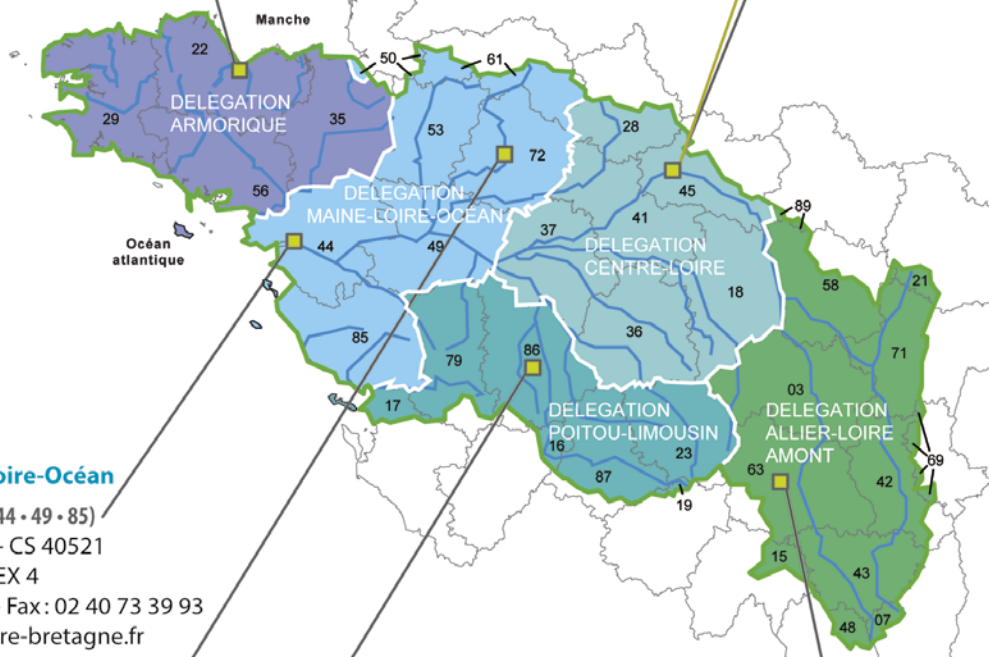 Manche
50
61
22
DELEGATION
ARMORIQUE
29
35
53
28
72
56
DELEGATION
MAINE-LOIRE-OCEAN
45
89
41
37
Océan
atlantique
44
49
DELEGATION
CENTRE-LOIRE
18
58
21
36
85
79
86
71
03
17
DELEGATION
POITOU-LIMOUSIN
DELEGATION
ALLIER-LOIRE
AMONT
16
23
69
63
87
42
19
15
43
48
07
oire-Océan
44 • 49 • 85)
- CS 40521
EX 4
Fax : 02 40 73 39 93
re-bretagne.fr